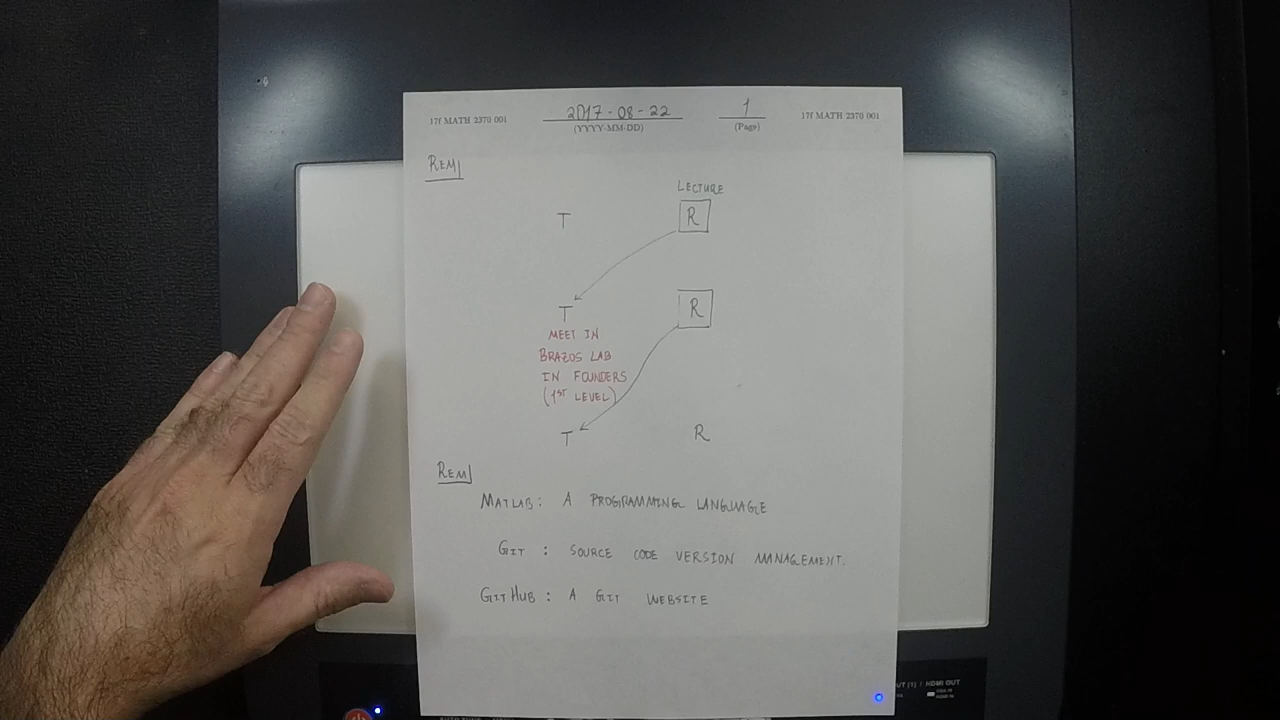 17f MATH 2370 001 2017-08-22 1 17f MATH 2370 001
(YYYY-MM-DD) (Page)
REM
LECTURE
T R
T R
MEET IN
BRAZOS LAB
IN FOUNDERS
(1ST LEVEL)
T R
REM
MATLAB: A PROGRAMMING LANGUAGE
GIT : SOURCE CODE VERSION MANAGEMENT.
GITHUB : A GIT WEBSITE
HDMI OUT